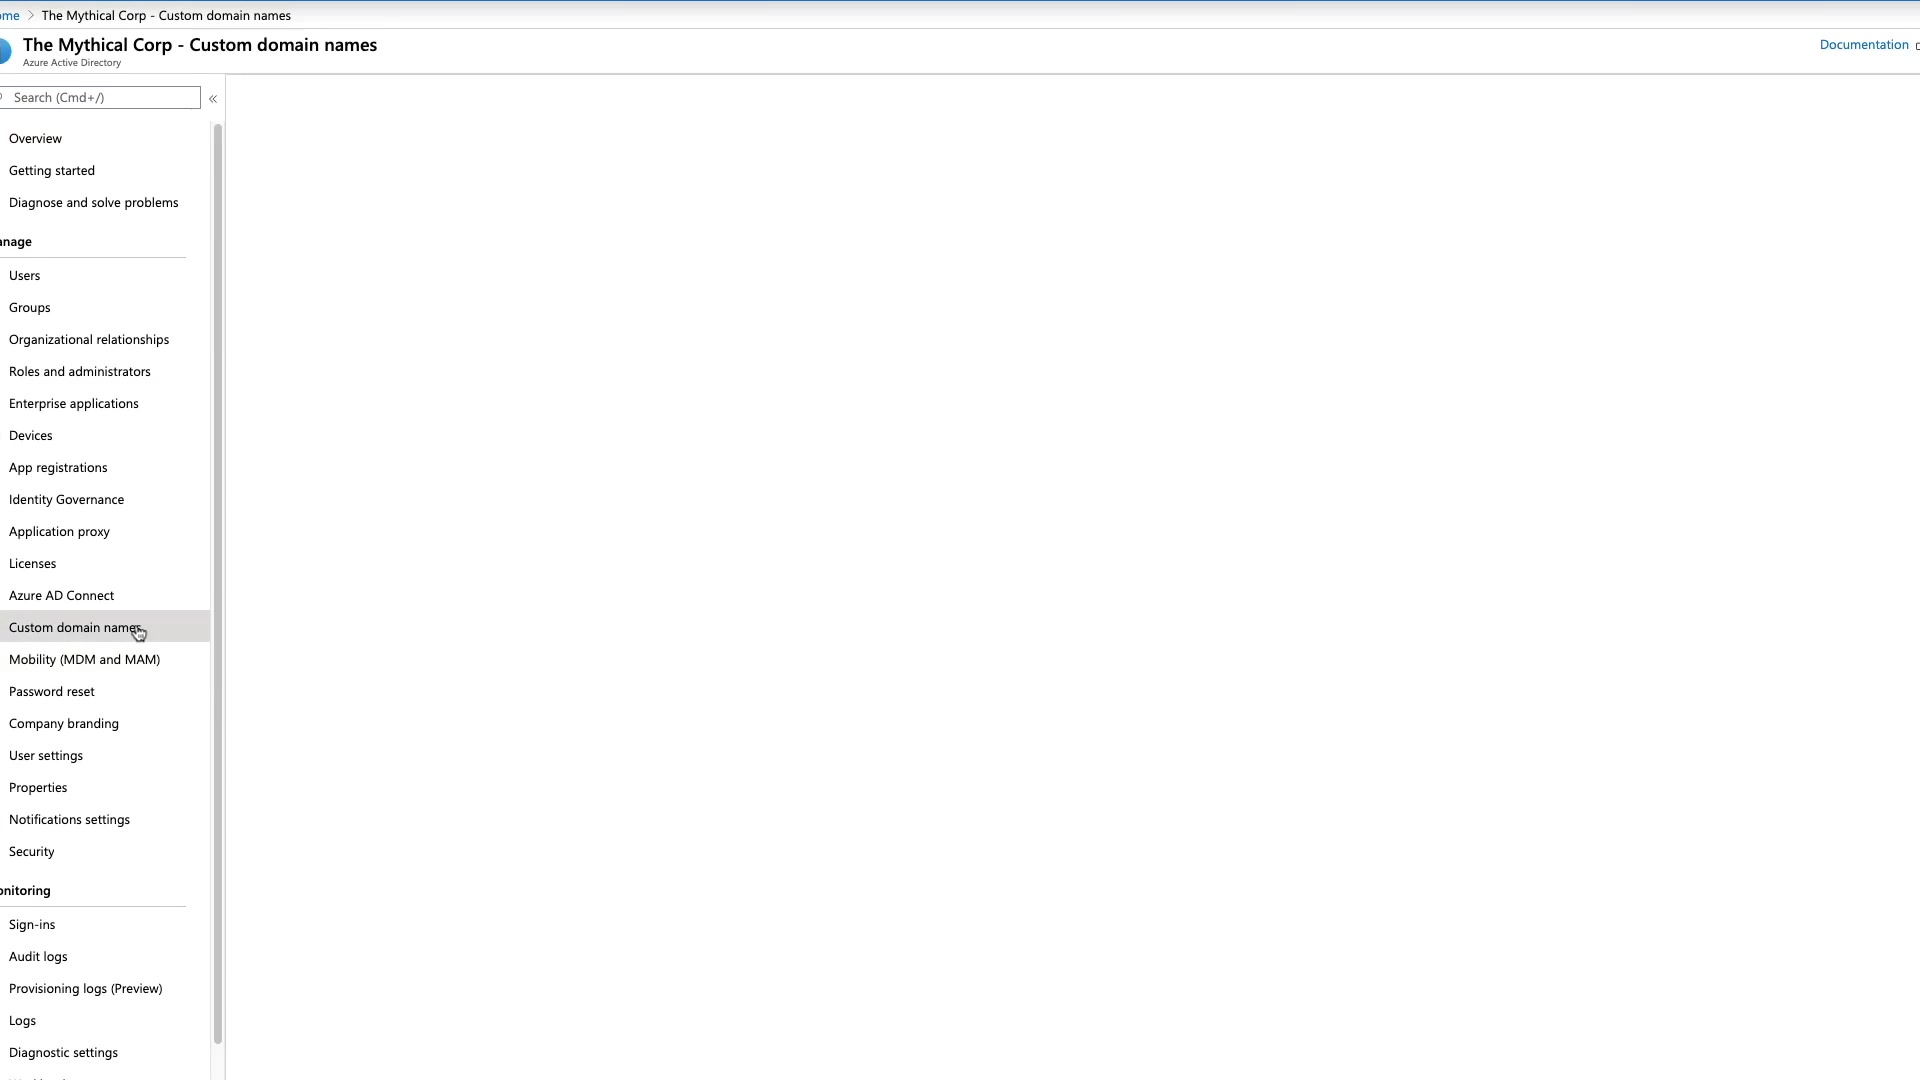 ome > The Mythical Corp - Custom domain names
The Mythical Corp - Custom domain names
Documentation
Azure Active Directory
Search (Cmd+/)
«
Overview
Getting started
Diagnose and solve problems
anage
Users
Groups
Organizational relationships
Roles and administrators
Enterprise applications
Devices
App registrations
Identity Governance
Application proxy
Licenses
Azure AD Connect
Custom domain names
Mobility (MDM and MAM)
Password reset
Company branding
User settings
Properties
Notifications settings
Security
onitoring
Sign-ins
Audit logs
Provisioning logs (Preview)
Logs
Diagnostic settings